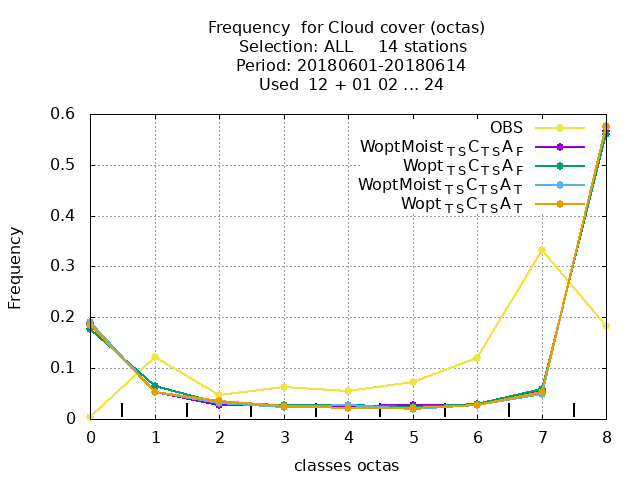 Frequency  for Cloud cover (octas)
Selection: ALL     14 stations
Period: 20180601-20180614
Used  12 + 01 02 ... 24
0.6
0.5
0.4
0.3
0.2
0.1
0
Frequency
OBS
WoptMoist TS C TS A F
Wopt TS C TS A F
WoptMoist TS C TS A T
Wopt TS C TS A T
0 1 2 3 4 5 6 7 8
classes octas